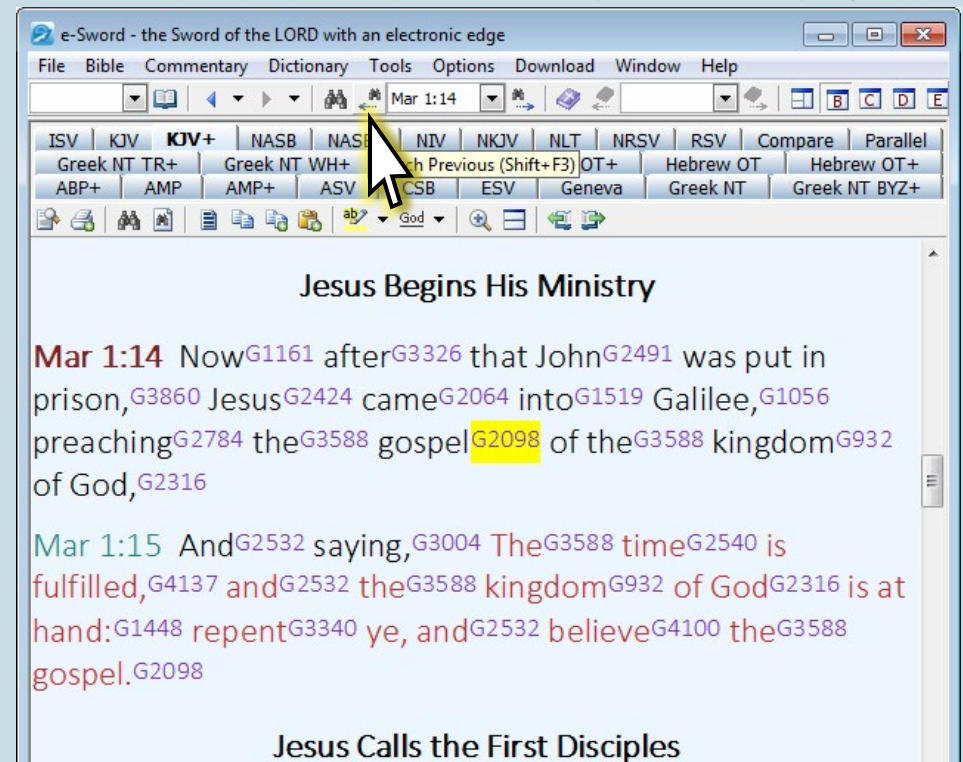 e-Sword - the Sword of the LORD with an electronic edge
File Bible Commentary Dictionary Tools Options Download Window Help
Mar 1:14 B C D E
ISV KJV KJV+ NASB NASB NIV NKJV NLT NRSV RSV Compare Parallel
Greek NT TR+ Greek NT WH+ ch Previous (Shift+F3) OT+ Hebrew OT Hebrew OT+
ABP+ AMP AMP+ ASV CSB ESV Geneva Greek NT Greek NT BYZ+
ab God
Jesus Begins His Ministry
Mar 1:14 NowG1161 afterG3326 that JohnG2491 was put in
prison,G3860 JesusG2424 cameG2064 intoG1519 Galilee,G1056
preachingG2784 theG3588 gospelG2098 of theG3588 kingdomG932
of God,G2316
Mar 1:15 AndG2532 saying,G3004 TheG3588 timeG2540 is
fulfilled,G4137 andG2532 theG3588 kingdomG932 of GodG2316 is at
hand:G1448 repentG3340 ye, andG2532 believeG4100 theG3588
gospel.G2098
Jesus Calls the First Disciples